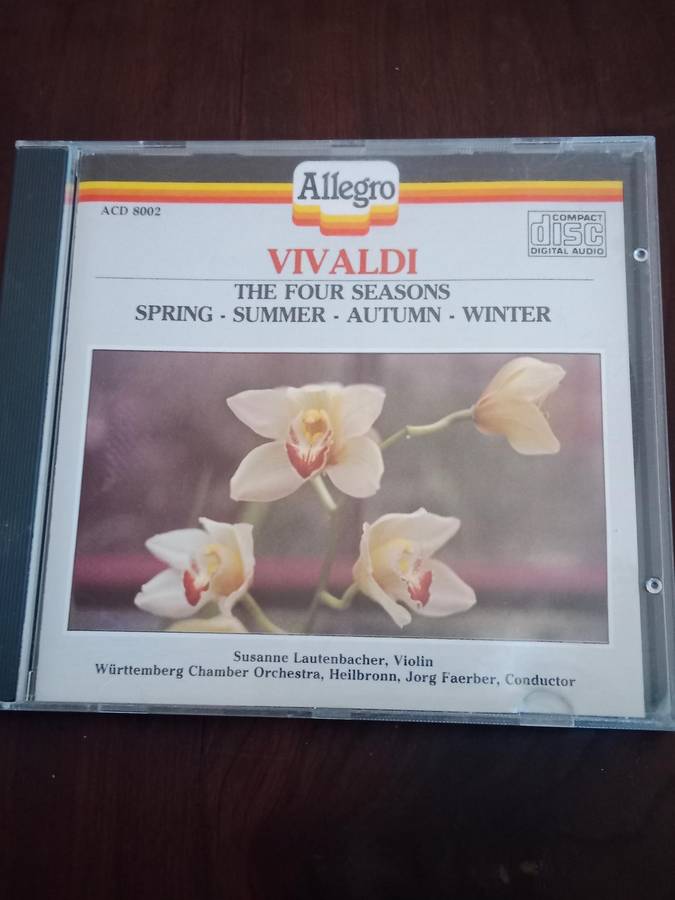 Allegro
ACD 8002
COMPACT
disc
DIGITAL AUDIO
VIVALDI
THE FOUR SEASONS
SPRING - SUMMER - AUTUMN - WINTER
Susanne Lautenbacher, Violin
Württemberg Chamber Orchestra, Heilbronn, Jorg Faerber, Conductor